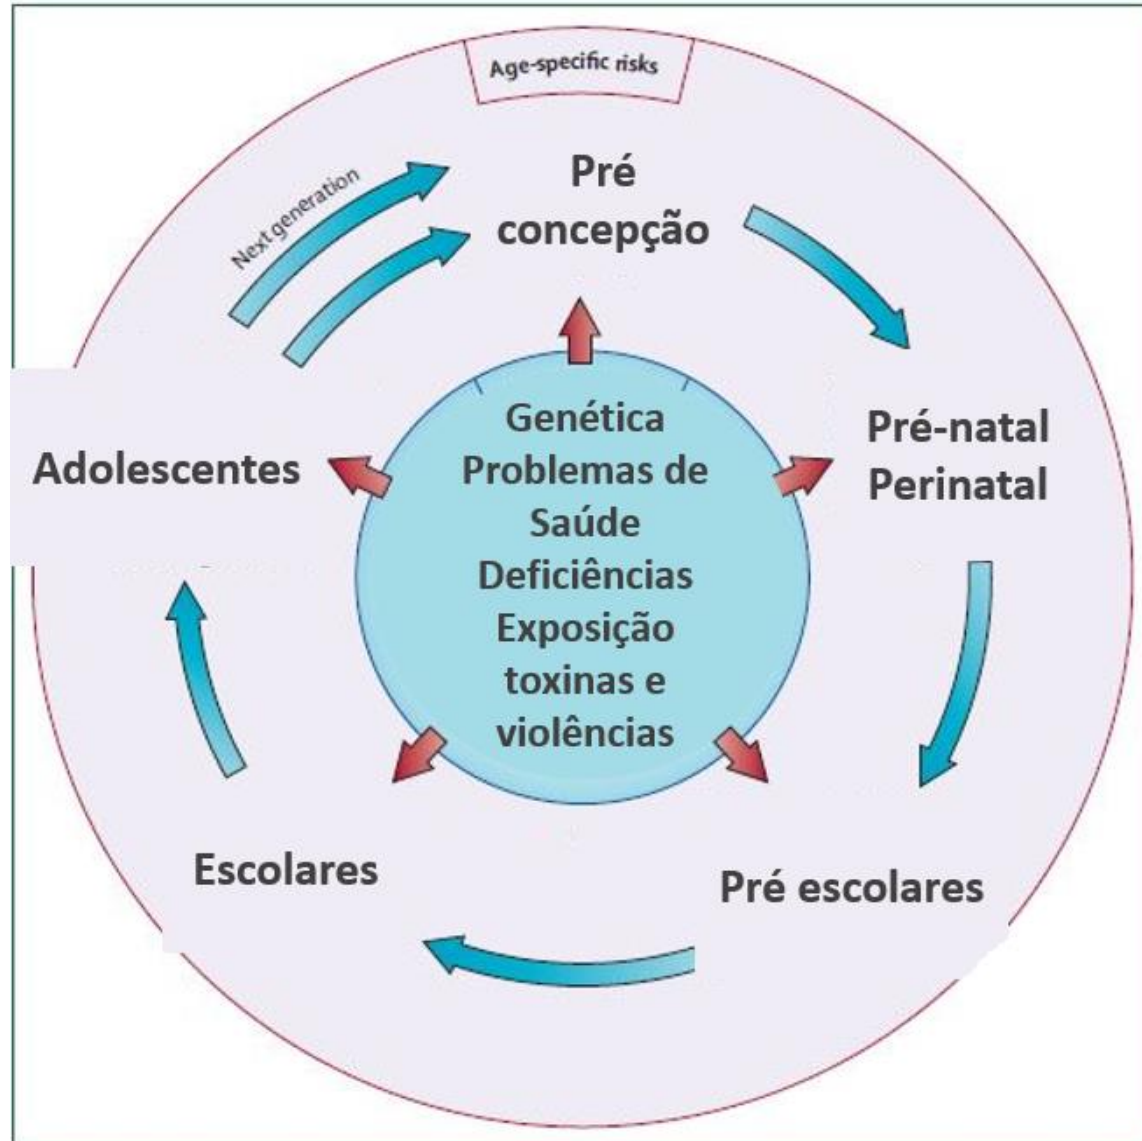 Age-specific risks
Next generation
Pré
concepção
Pré-natal
Perinatal
Adolescentes
Genética
Problemas de
Saúde
Deficiências
Exposição
toxinas e
violências
Escolares
Pré escolares